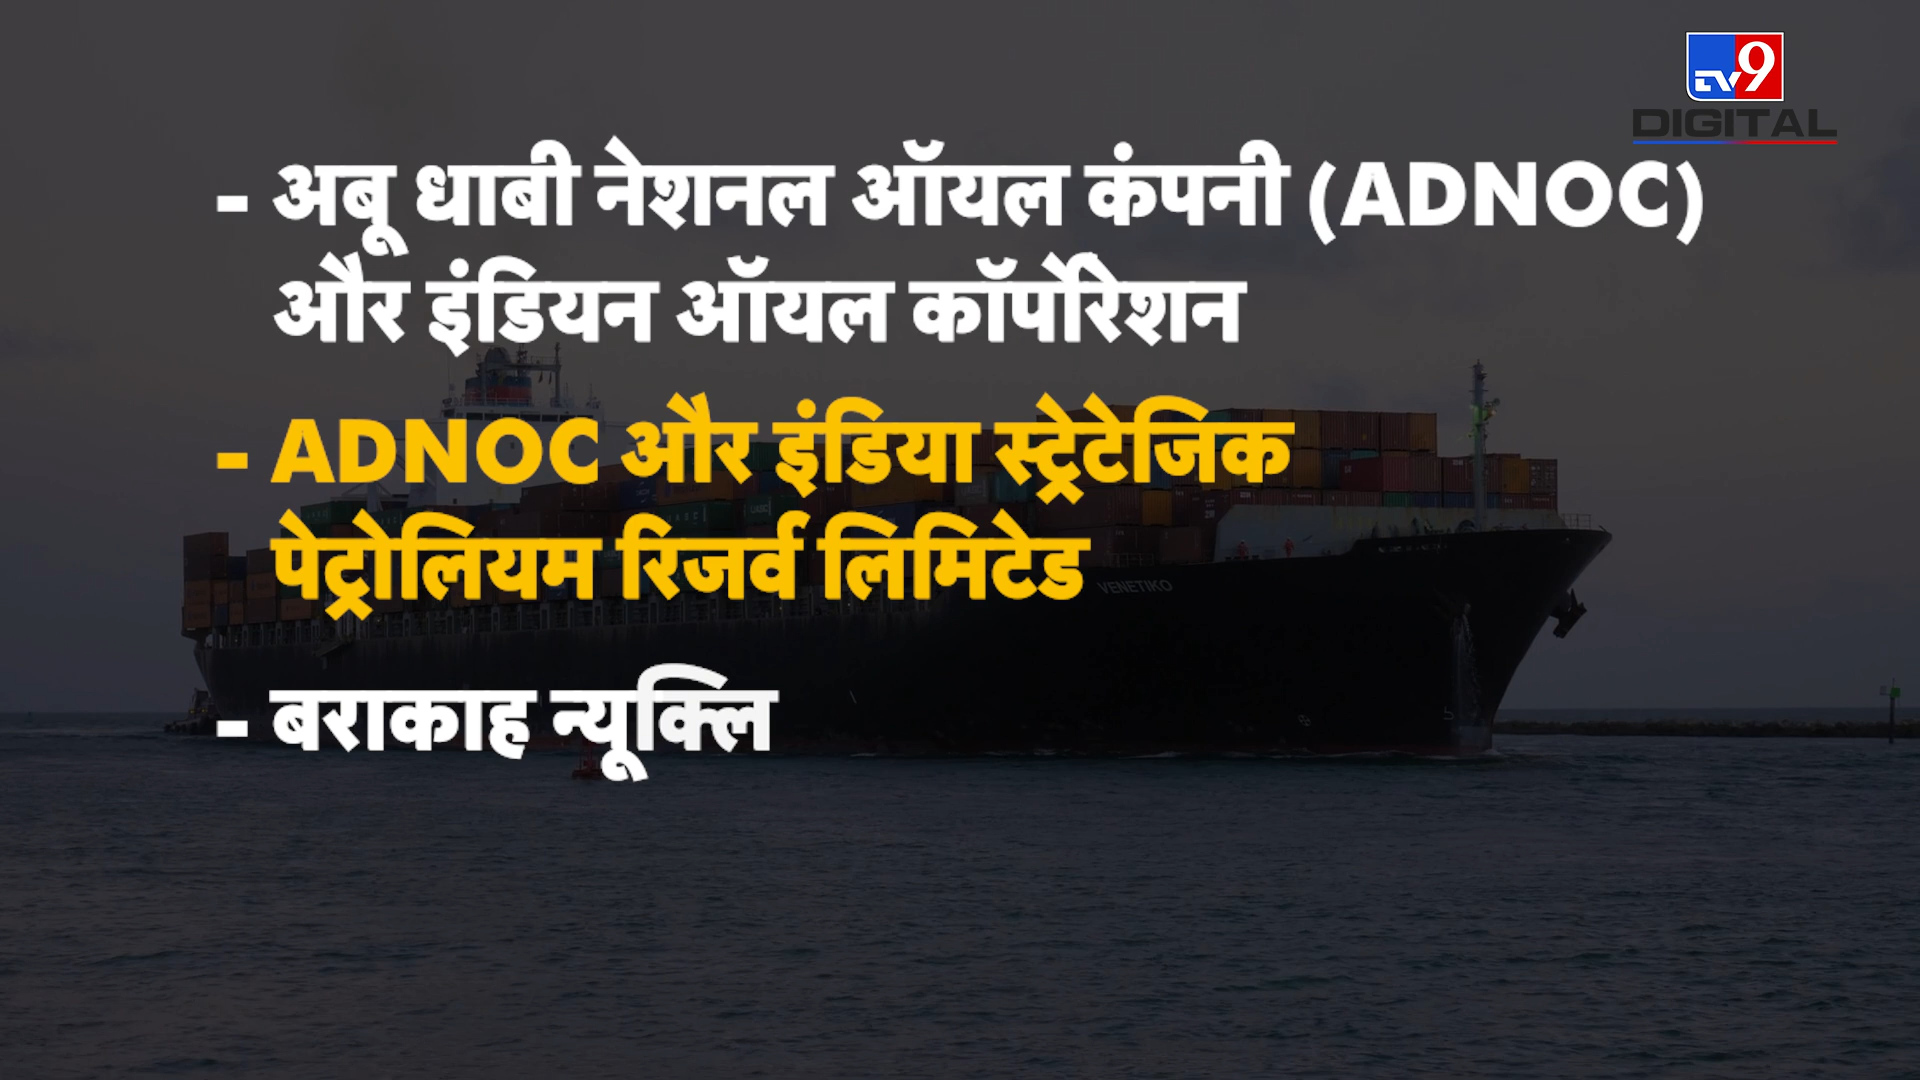 TV9
DIGITAL
- अबू धाबी नेशनल ऑयल कंपनी (ADNOC)
और इंडियन ऑयल कॉर्पोरेशन
- ADNOC और इंडिया स्ट्रेटेजिक
पेट्रोलियम रिजर्व लिमिटेड
VENETIKO
- बराकाह न्यूक्लि